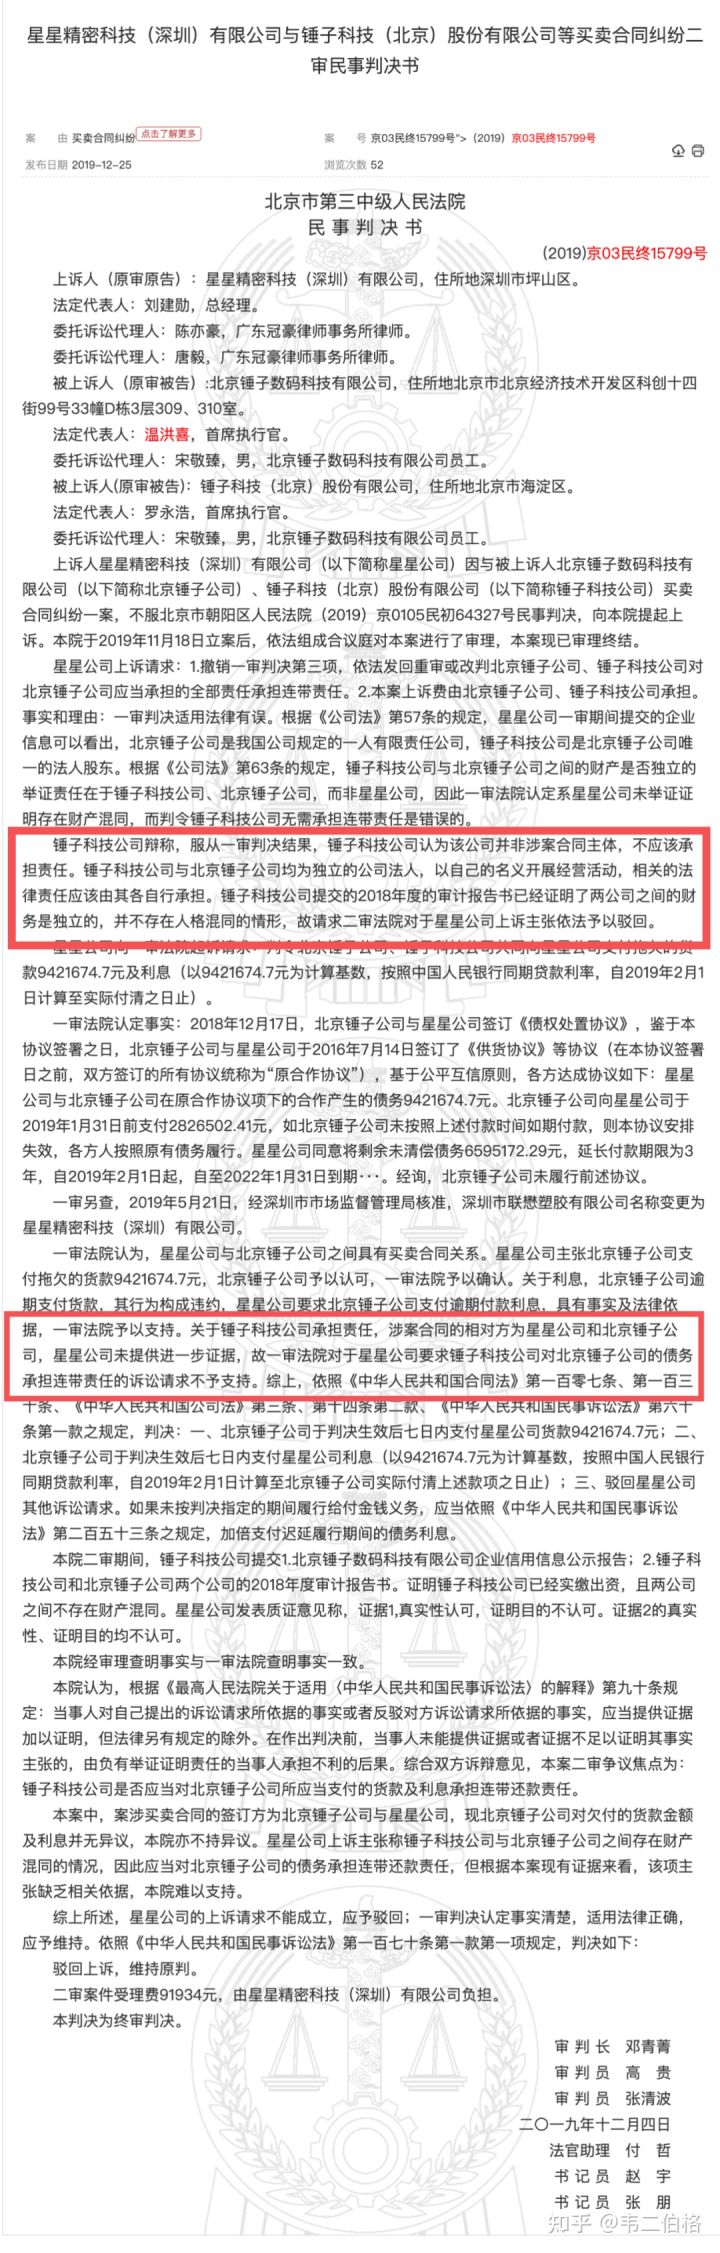 星星精密科技（深圳）有限公司与锤子科技（北京）股份有限公司等买卖合同纠纷二
审民事判决书
案 由 买卖合同纠纷 点击了解更多 案 号 京03民终15799号">（2019）京03民终15799号
发布日期 2019-12-25 浏览次数 52
北京市第三中级人民法院
民 事 判 决 书
(2019)京03民终15799号
上诉人（原审原告）：星星精密科技（深圳）有限公司，住所地深圳市坪山区。
法定代表人：刘建勋，总经理。
委托诉讼代理人：陈亦豪，广东冠豪律师事务所律师。
委托诉讼代理人：唐毅，广东冠豪律师事务所律师。
被上诉人（原审被告）:北京锤子数码科技有限公司，住所地北京市北京经济技术开发区科创十四
街99号33幢D栋3层309、310室。
法定代表人：温洪喜，首席执行官。
委托诉讼代理人：宋敬臻，男，北京锤子数码科技有限公司员工。
被上诉人(原审被告)：锤子科技（北京）股份有限公司，住所地北京市海淀区。
法定代表人：罗永浩，首席执行官。
委托诉讼代理人：宋敬臻，男，北京锤子数码科技有限公司员工。
上诉人星星精密科技（深圳）有限公司（以下简称星星公司）因与被上诉人北京锤子数码科技有
限公司（以下简称北京锤子公司）、锤子科技（北京）股份有限公司（以下简称锤子科技公司）买卖
合同纠纷一案，不服北京市朝阳区人民法院（2019）京0105民初64327号民事判决，向本院提起上
诉。本院于2019年11月18日立案后，依法组成合议庭对本案进行了审理，本案现已审理终结。
星星公司上诉请求：1.撤销一审判决第三项，依法发回重审或改判北京锤子公司、锤子科技公司对
北京锤子公司应当承担的全部责任承担连带责任。2.本案上诉费由北京锤子公司、锤子科技公司承担。
事实和理由：一审判决适用法律有误。根据《公司法》第57条的规定，星星公司一审期间提交的企业
信息可以看出，北京锤子公司是我国公司规定的一人有限责任公司，锤子科技公司是北京锤子公司唯
一的法人股东。根据《公司法》第63条的规定，锤子科技公司与北京锤子公司之间的财产是否独立的
举证责任在于锤子科技公司、北京锤子公司，而非星星公司，因此一审法院认定系星星公司未举证证
明存在财产混同，而判令锤子科技公司无需承担连带责任是错误的。
锤子科技公司辩称，服从一审判决结果，锤子科技公司认为该公司并非涉案合同主体，不应该承
担责任。锤子科技公司与北京锤子公司均为独立的公司法人，以自己的名义开展经营活动，相关的法
律责任应该由其各自行承担。锤子科技公司提交的2018年度的审计报告书已经证明了两公司之间的财
务是独立的，并不存在人格混同的情形，故请求二审法院对于星星公司上诉主张依法予以驳回。
星星公司向一审法院起诉请求：判令北京锤子公司、锤子科技公司共同向星星公司支付拖欠的货
款9421674.7元及利息（以9421674.7元为计算基数，按照中国人民银行同期贷款利率，自2019年2月1
日计算至实际付清之日止）。
一审法院认定事实：2018年12月17日，北京锤子公司与星星公司签订《债权处置协议》，鉴于本
协议签署之日，北京锤子公司与星星公司于2016年7月14日签订了《供货协议》等协议（在本协议签署
日之前，双方签订的所有协议统称为“原合作协议”），基于公平互信原则，各方达成协议如下：星星
公司与北京锤子公司在原合作协议项下的合作产生的债务9421674.7元。北京锤子公司向星星公司于
2019年1月31日前支付2826502.41元，如北京锤子公司未按照上述付款时间如期付款，则本协议安排
失效，各方人按照原有债务履行。星星公司同意将剩余未清偿债务6595172.29元，延长付款期限为3
年，自2019年2月1日起，自至2022年1月31日到期···。经询，北京锤子公司未履行前述协议。
一审另查，2019年5月21日，经深圳市市场监督管理局核准，深圳市联懋塑胶有限公司名称变更为
星星精密科技（深圳）有限公司。
一审法院认为，星星公司与北京锤子公司之间具有买卖合同关系。星星公司主张北京锤子公司支
付拖欠的货款9421674.7元，北京锤子公司予以认可，一审法院予以确认。关于利息，北京锤子公司逾
期支付货款，其行为构成违约，星星公司要求北京锤子公司支付逾期付款利息，具有事实及法律依
据，一审法院予以支持。关于锤子科技公司承担责任，涉案合同的相对方为星星公司和北京锤子公
司，星星公司未提供进一步证据，故一审法院对于星星公司要求锤子科技公司对北京锤子公司的债务
承担连带责任的诉讼请求不予支持。综上，依照《中华人民共和国合同法》第一百零七条、第一百三
十条、《中华人民共和国公司法》第三条、第十四条第二款、《中华人民共和国民事诉讼法》第六十
条第一款之规定，判决：一、北京锤子公司于判决生效后七日内支付星星公司货款9421674.7元；二、
北京锤子公司于判决生效后七日内支付星星公司利息（以9421674.7元为计算基数，按照中国人民银行
同期贷款利率，自2019年2月1日计算至北京锤子公司实际付清上述款项之日止）；三、驳回星星公司
其他诉讼请求。如果未按判决指定的期间履行给付金钱义务，应当依照《中华人民共和国民事诉讼
法》第二百五十三条之规定，加倍支付迟延履行期间的债务利息。
本院二审期间，锤子科技公司提交1.北京锤子数码科技有限公司企业信用信息公示报告；2.锤子科
技公司和北京锤子公司两个公司的2018年度审计报告书。证明锤子科技公司已经实缴出资，且两公司
之间不存在财产混同。星星公司发表质证意见称，证据1,真实性认可，证明目的不认可。证据2的真实
性、证明目的均不认可。
本院经审理查明事实与一审法院查明事实一致。
本院认为，根据《最高人民法院关于适用〈中华人民共和国民事诉讼法〉的解释》第九十条规
定：当事人对自己提出的诉讼请求所依据的事实或者反驳对方诉讼请求所依据的事实，应当提供证据
加以证明，但法律另有规定的除外。在作出判决前，当事人未能提供证据或者证据不足以证明其事实
主张的，由负有举证证明责任的当事人承担不利的后果。综合双方诉辩意见，本案二审争议焦点为：
锤子科技公司是否应当对北京锤子公司所应当支付的货款及利息承担连带还款责任。
本案中，案涉买卖合同的签订方为北京锤子公司与星星公司，现北京锤子公司对欠付的货款金额
及利息并无异议，本院亦不持异议。星星公司上诉主张称锤子科技公司与北京锤子公司之间存在财产
混同的情况，因此应当对北京锤子公司的债务承担连带还款责任，但根据本案现有证据来看，该项主
张缺乏相关依据，本院难以支持。
综上所述，星星公司的上诉请求不能成立，应予驳回；一审判决认定事实清楚，适用法律正确，
应予维持。依照《中华人民共和国民事诉讼法》第一百七十条第一款第一项规定，判决如下：
驳回上诉，维持原判。
二审案件受理费91934元，由星星精密科技（深圳）有限公司负担。
本判决为终审判决。
审 判 长 邓青菁
审 判 员 高 贵
审 判 员 张清波
二〇一九年十二月四日
法官助理 付 哲
书 记 员 赵 宇
书 记 员 张 朋
知乎 @韦二伯格